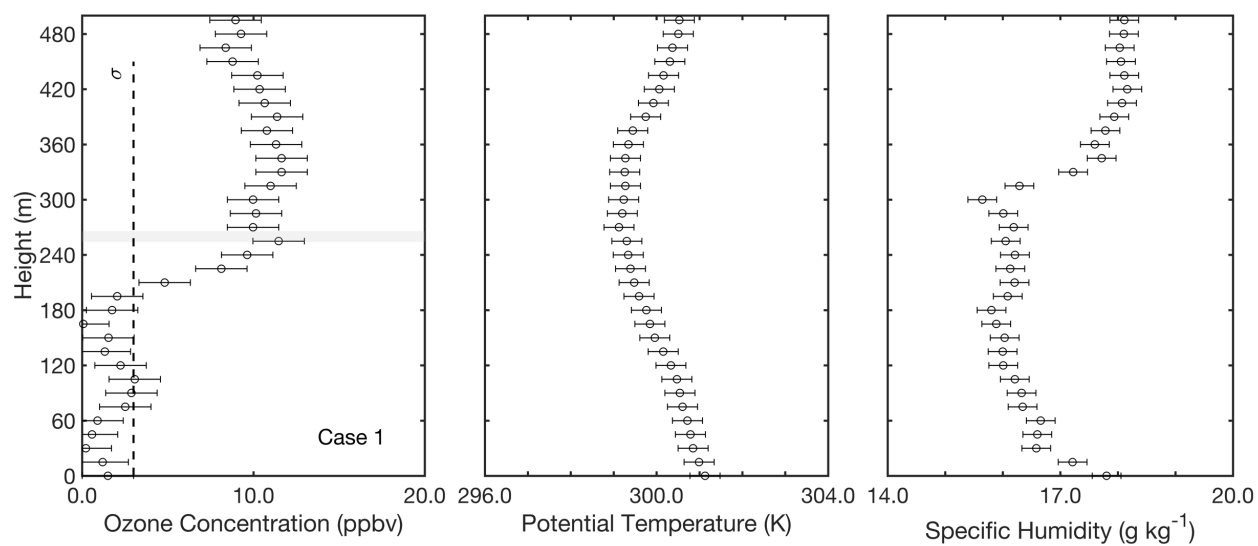 480
420
360
300
240
180
120
60
0
Height (m)
σ
Case 1
0.0 10.0 20.0
Ozone Concentration (ppbv)
296.0 300.0 304.0
Potential Temperature (K)
14.0 17.0 20.0
Specific Humidity (g kg⁻¹)